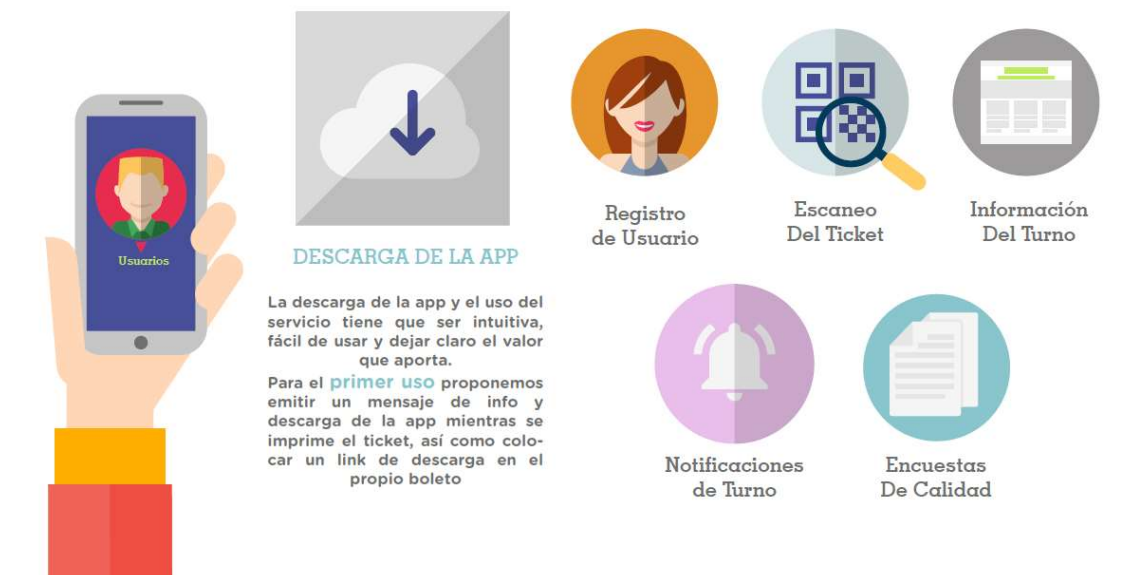 Usuarios
DESCARGA DE LA APP
La descarga de la app y el uso del
servicio tiene que ser intuitiva,
fácil de usar y dejar claro el valor
que aporta.
Para el primer uso proponemos
emitir un mensaje de info y
descarga de la app mientras se
imprime el ticket, así como colo-
car un link de descarga en el
propio boleto
Registro
de Usuario
Escaneo
Del Ticket
Información
Del Turno
Notificaciones
de Turno
Encuestas
De Calidad